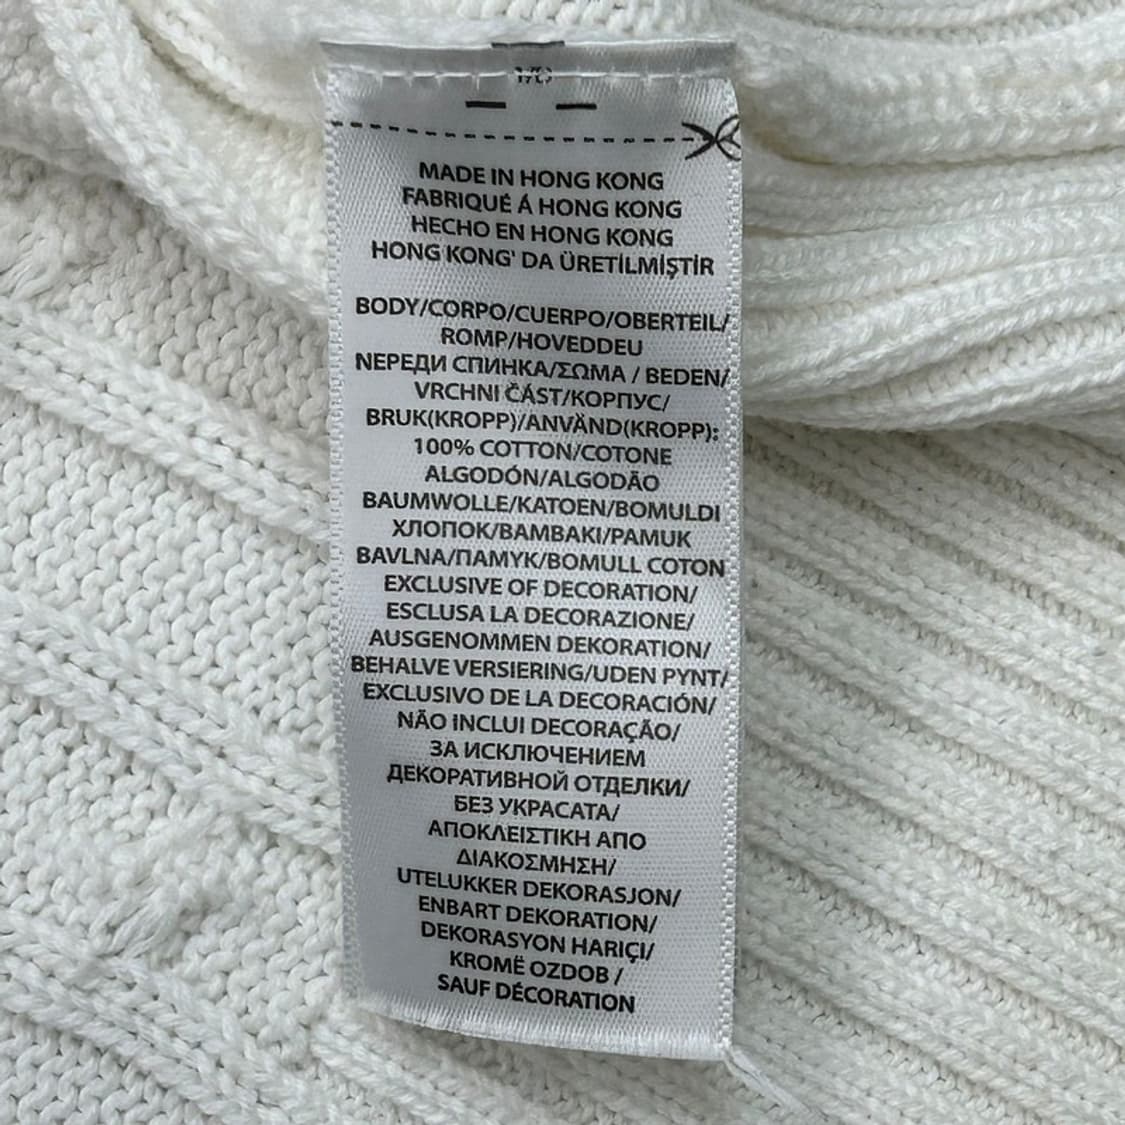 MADE IN HONG KONG
FABRIQUÉ Á HONG KONG
HECHO EN HONG KONG
HONG KONG' DA ÜRETİLMİŞTİR
BODY/CORPO/CUERPO/OBERTEIL/
ROMP/HOVEDDEU
NЕРЕДИ СПИНКА/ΣΩΜΑ / BEDEN/
VRCHNI ČÁST/КОРПУС/
BRUK(KROPP)/ANVÄND(KROPP):
100% COTTON/COTONE
ALGODÓN/ALGODÃO
BAUMWOLLE/KATOEN/BOMULDI
ХЛОПОК/BAMBAKI/PAMUK
BAVLNA/ПАМУК/BOMULL COTON
EXCLUSIVE OF DECORATION/
ESCLUSA LA DECORAZIONE/
AUSGENOMMEN DEKORATION/
BEHALVE VERSIERING/UDEN PYNT/
EXCLUSIVO DE LA DECORACIÓN/
NÃO INCLUI DECORAÇÃO/
ЗА ИСКЛЮЧЕНИЕМ
ДЕКОРАТИВНОЙ ОТДЕЛКИ/
БЕЗ УКРАСАТА/
ΑΠΟΚΛΕΙΣΤΙΚΗ ΑΠΟ
ΔΙΑΚΟΣΜΗΣΗ/
UTELUKKER DEKORASJON/
ENBART DEKORATION/
DEKORASYON HARIÇI/
KROMĚ OZDOB /
SAUF DÉCORATION